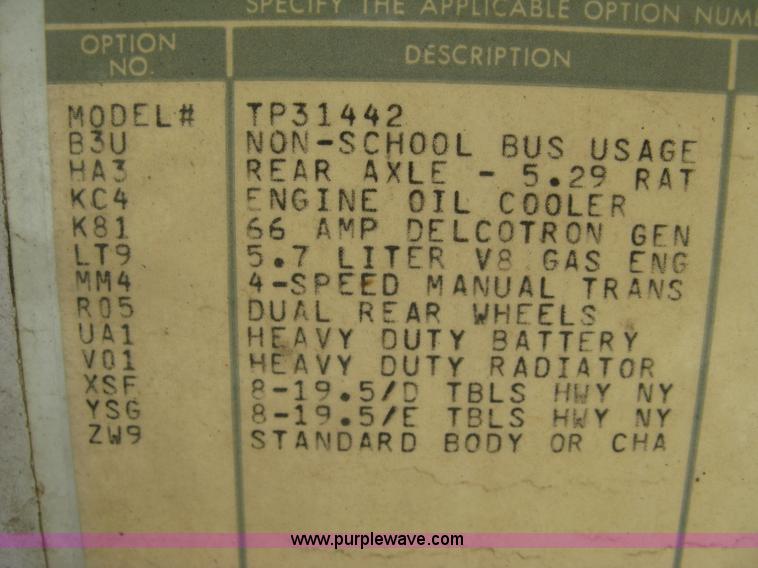 SPECIFY THE APPLICABLE OPTION NUM
OPTION NO. DESCRIPTION
MODEL# TP31442
B3U NON-SCHOOL BUS USAGE
HA3 REAR AXLE - 5.29 RAT
KC4 ENGINE OIL COOLER
K81 66 AMP DELCOTRON GEN
LT9 5.7 LITER V8 GAS ENG
MM4 4-SPEED MANUAL TRANS
R05 DUAL REAR WHEELS
UA1 HEAVY DUTY BATTERY
V01 HEAVY DUTY RADIATOR
XSF 8-19.5/D TBLS HWY NY
YSG 8-19.5/E TBLS HWY NY
ZW9 STANDARD BODY OR CHA
www.purplewave.com